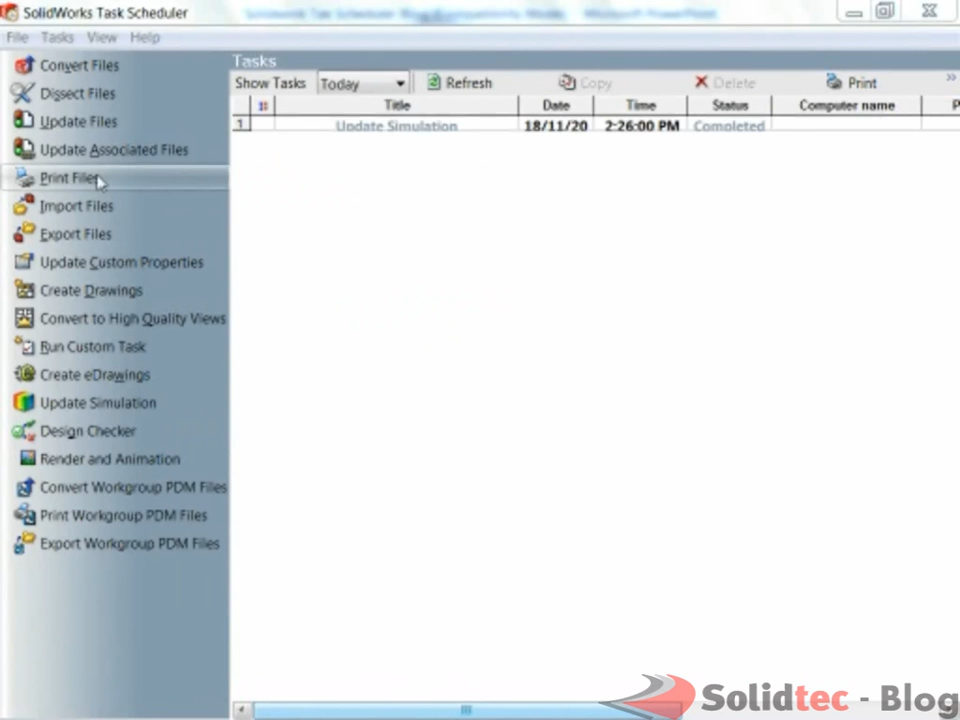 SolidWorks Task Scheduler
File Tasks View Help
Convert Files
Dissect Files
Update Files
Update Associated Files
Print Files
Import Files
Export Files
Update Custom Properties
Create Drawings
Convert to High Quality Views
Run Custom Task
Create eDrawings
Update Simulation
Design Checker
Render and Animation
Convert Workgroup PDM Files
Print Workgroup PDM Files
Export Workgroup PDM Files
Tasks
Show Tasks Today Refresh Copy Delete Print »
Title Date Time Status Computer name P
1 Update Simulation 18/11/20 2:26:00 PM Completed
Solidtec - Blog